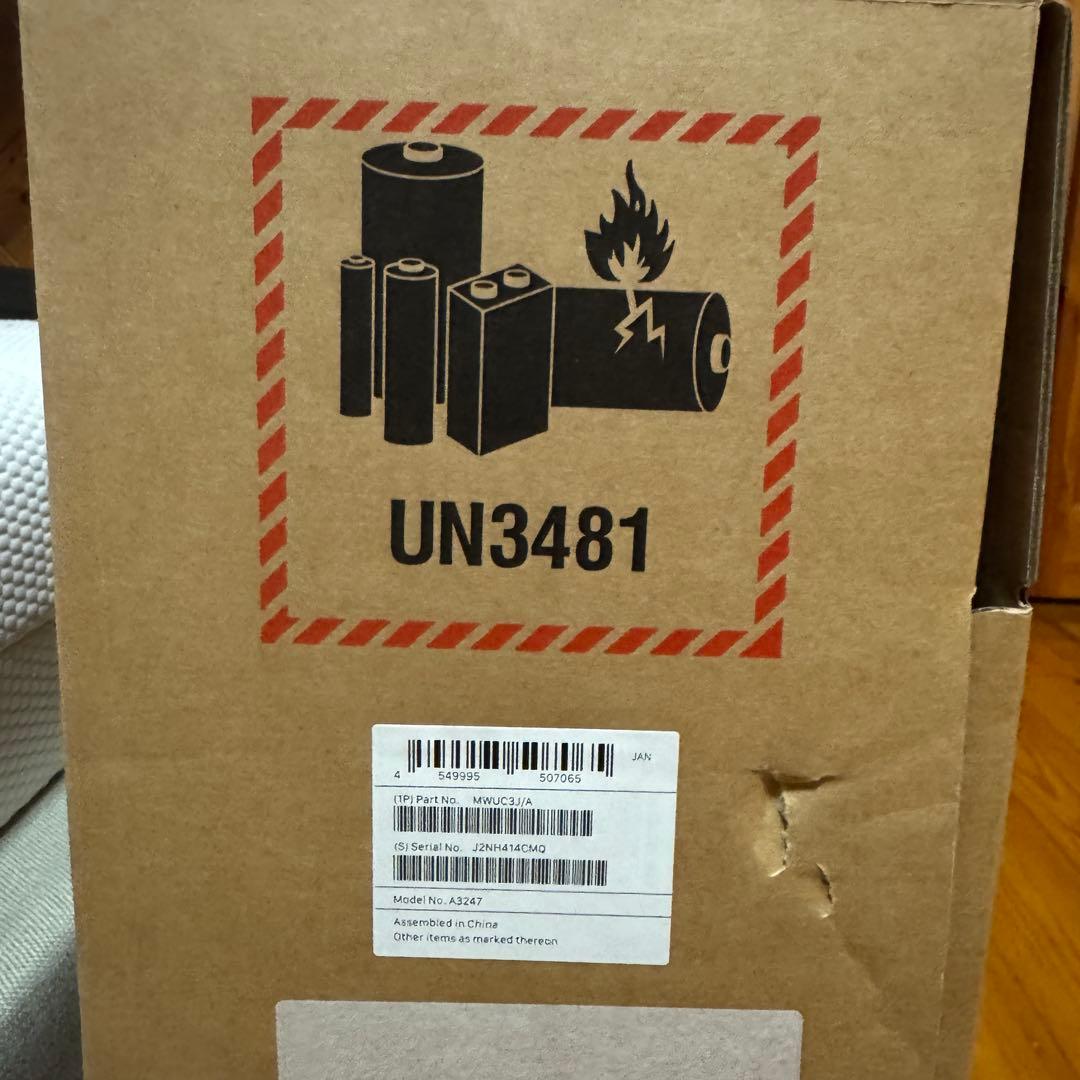 UN3481
JAN
4 549995 507065
(1P) Part No. MWUC3J/A
(S) Serial No. J2NH414CMQ
Model No. A3247
Assembled in China
Other items as marked thereon